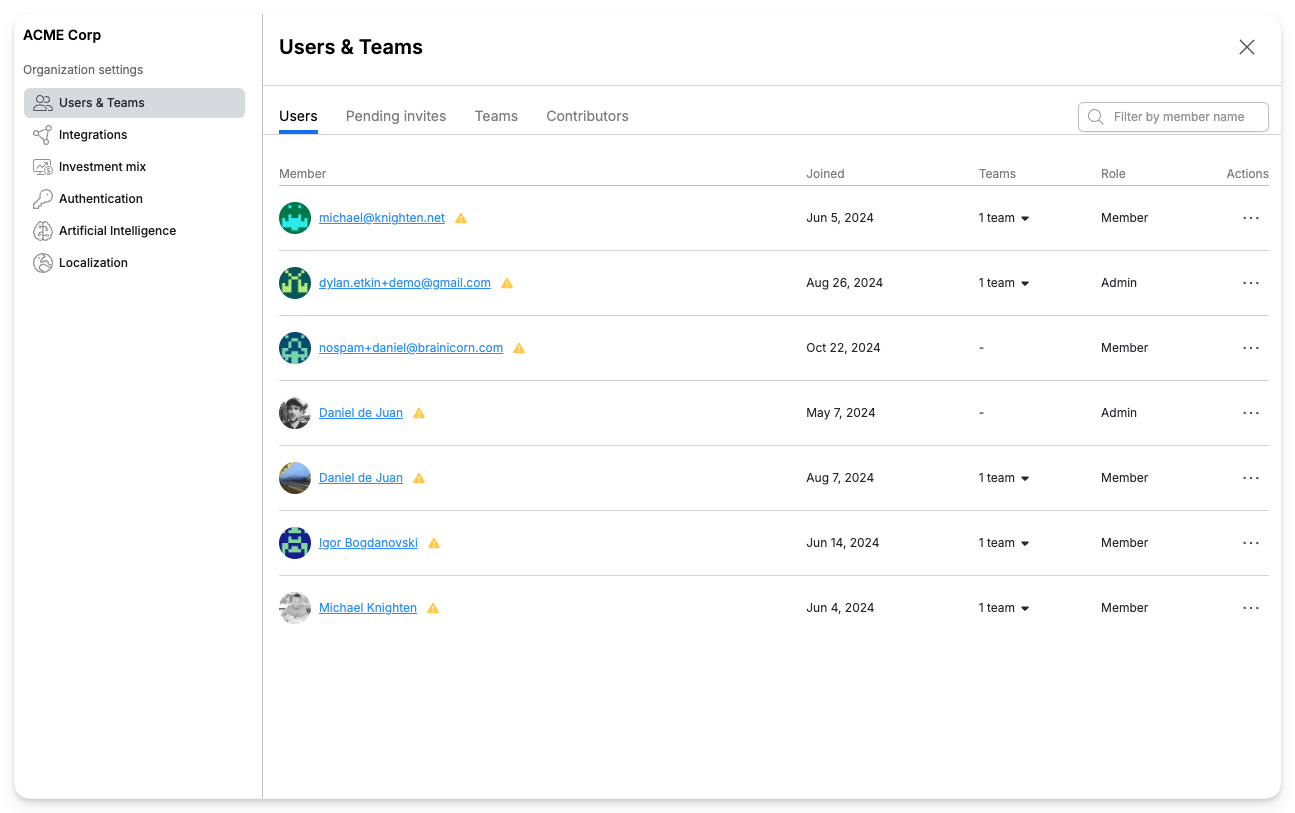 ACME Corp
Organization settings
Users & Teams
Integrations
Investment mix
Authentication
Artificial Intelligence
Localization
Users & Teams
Users Pending invites Teams Contributors Filter by member name
Member Joined Teams Role Actions
michael@knighten.net Jun 5, 2024 1 team Member
dylan.etkin+demo@gmail.com Aug 26, 2024 1 team Admin
nospam+daniel@brainicorn.com Oct 22, 2024 - Member
Daniel de Juan May 7, 2024 - Admin
Daniel de Juan Aug 7, 2024 1 team Member
Igor Bogdanovski Jun 14, 2024 1 team Member
Michael Knighten Jun 4, 2024 1 team Member